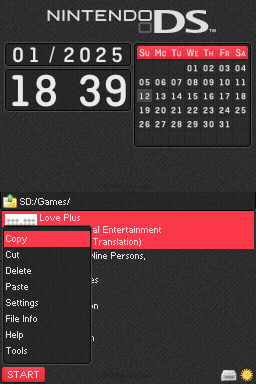 NINTENDO DS™
01 / 2025
18 39
Su Mo Tu We Th Fr Sa
01 02 03 04
05 06 07 08 09 10 11
12 13 14 15 16 17 18
19 20 21 22 23 24 25
26 27 28 29 30 31
SD:/Games/
Love Plus
al Entertainment
Translation)
Nine Persons,
es
on
)
Copy
Cut
Delete
Paste
Settings
File Info
Help
Tools
START